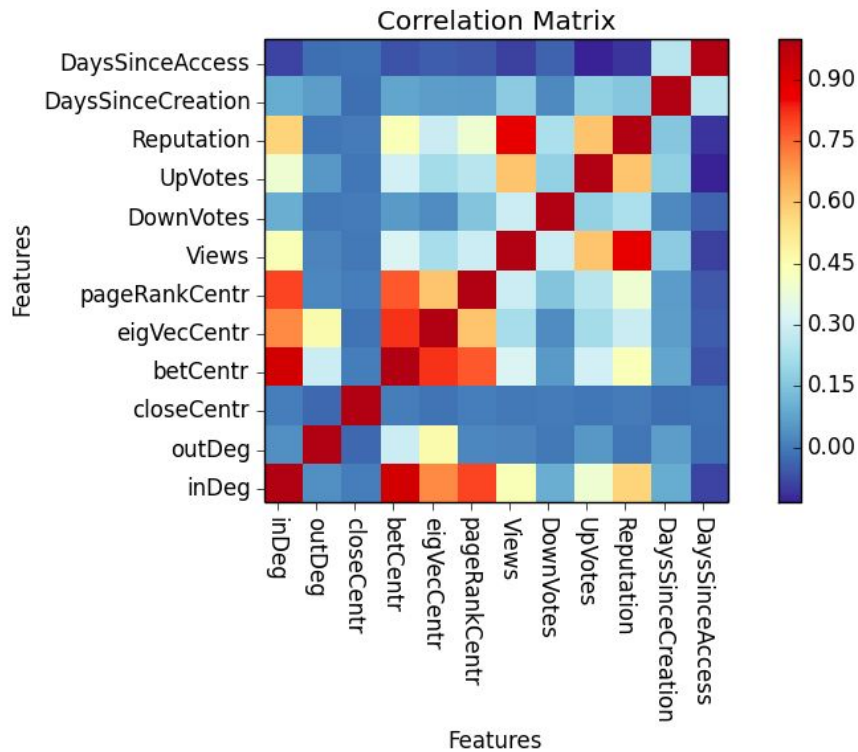 Correlation Matrix
Features
DaysSinceAccess
DaysSinceCreation
Reputation
UpVotes
DownVotes
Views
pageRankCentr
eigVecCentr
betCentr
closeCentr
outDeg
inDeg
inDeg
outDeg
closeCentr
betCentr
eigVecCentr
pageRankCentr
Views
DownVotes
UpVotes
Reputation
DaysSinceCreation
DaysSinceAccess
Features
0.90
0.75
0.60
0.45
0.30
0.15
0.00